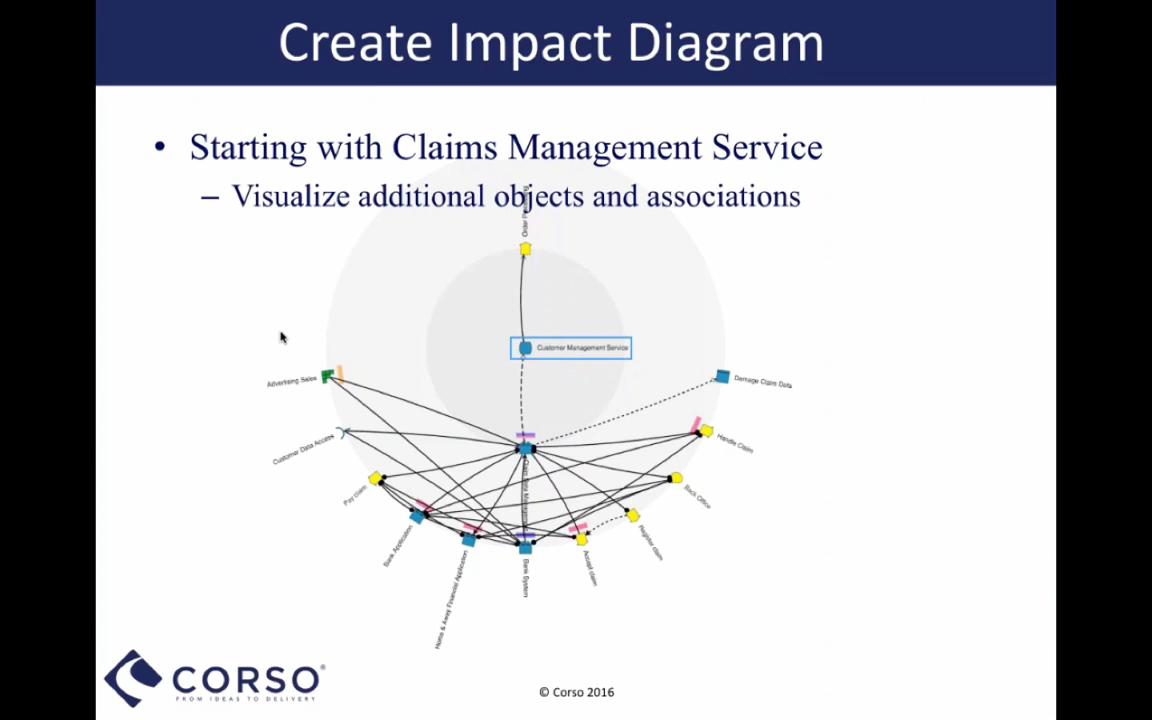 Create Impact Diagram
• Starting with Claims Management Service
– Visualize additional objects and associations
Customer Management Service
Advertising Sales
Damage Claim Data
Customer Data Access
Handle Claim
Pay claim
Back Office
Bank Application
Home & Away Financial Application
Bank System
Accept claim
Register claim
CORSO®
FROM IDEAS TO DELIVERY
© Corso 2016